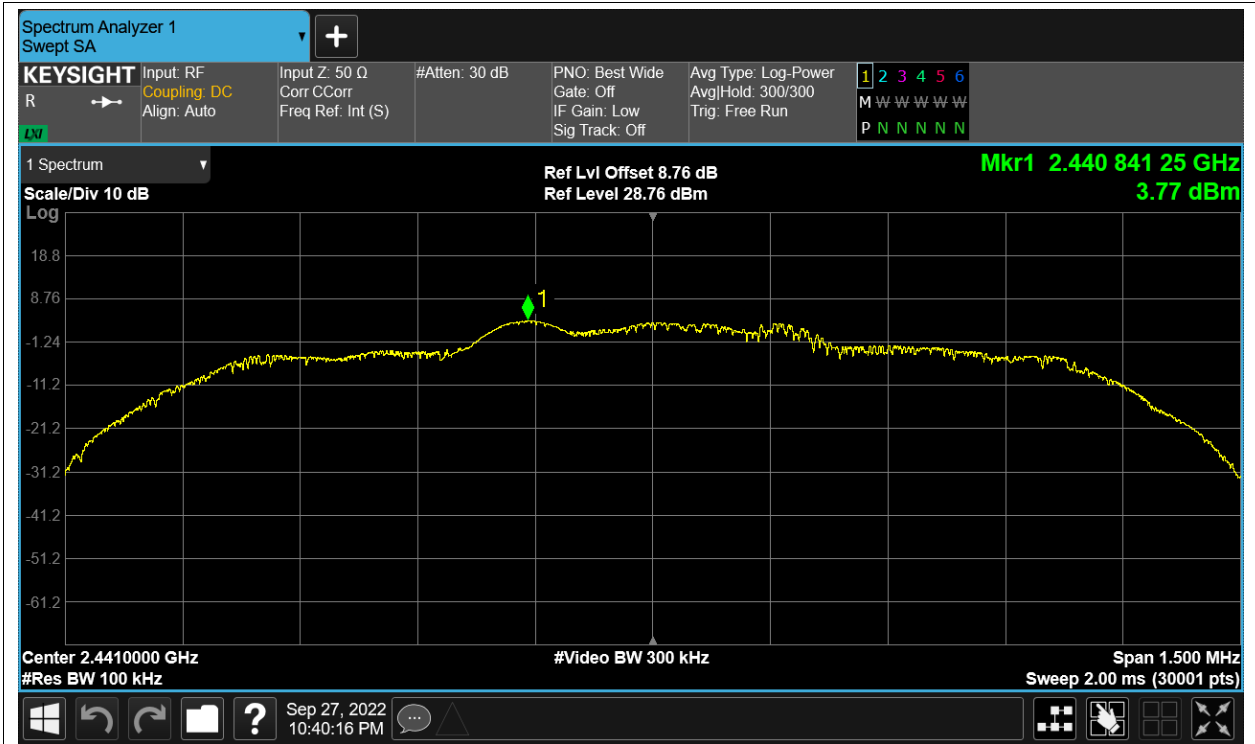 Spectrum Analyzer 1
Swept SA
KEYSIGHT
R
LXI
Input: RF
Coupling: DC
Align: Auto
Input Z: 50 Ω
Corr CCorr
Freq Ref: Int (S)
#Atten: 30 dB
PNO: Best Wide
Gate: Off
IF Gain: Low
Sig Track: Off
Avg Type: Log-Power
Avg|Hold: 300/300
Trig: Free Run
1 2 3 4 5 6
M W W W W W
P N N N N N
1 Spectrum
Scale/Div 10 dB
Ref Lvl Offset 8.76 dB
Ref Level 28.76 dBm
Mkr1 2.440 841 25 GHz
3.77 dBm
Log
18.8
8.76
-1.24
-11.2
-21.2
-31.2
-41.2
-51.2
-61.2
1
Center 2.4410000 GHz
#Res BW 100 kHz
#Video BW 300 kHz
Span 1.500 MHz
Sweep 2.00 ms (30001 pts)
?
Sep 27, 2022
10:40:16 PM